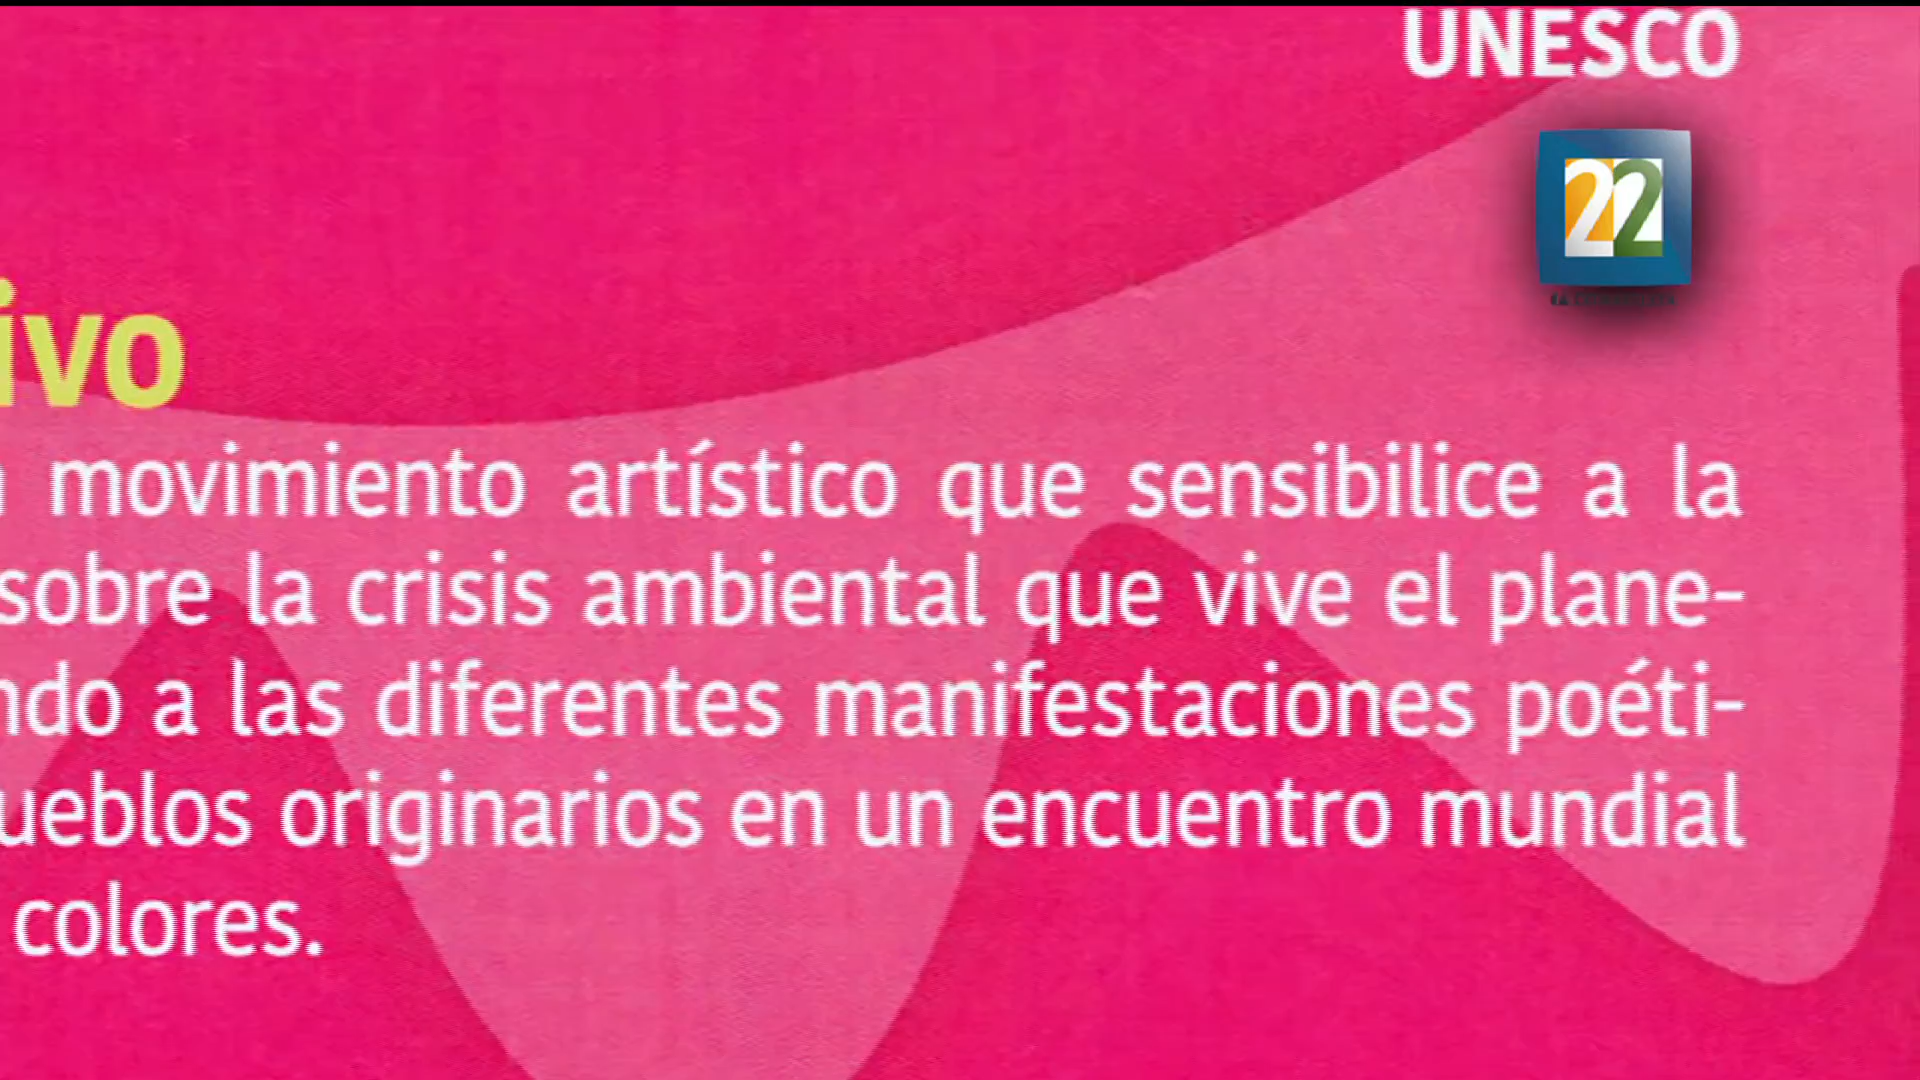 UNESCO
22
ivo
movimiento artístico que sensibilice a la
sobre la crisis ambiental que vive el plane-
ndo a las diferentes manifestaciones poéti-
ueblos originarios en un encuentro mundial
colores.